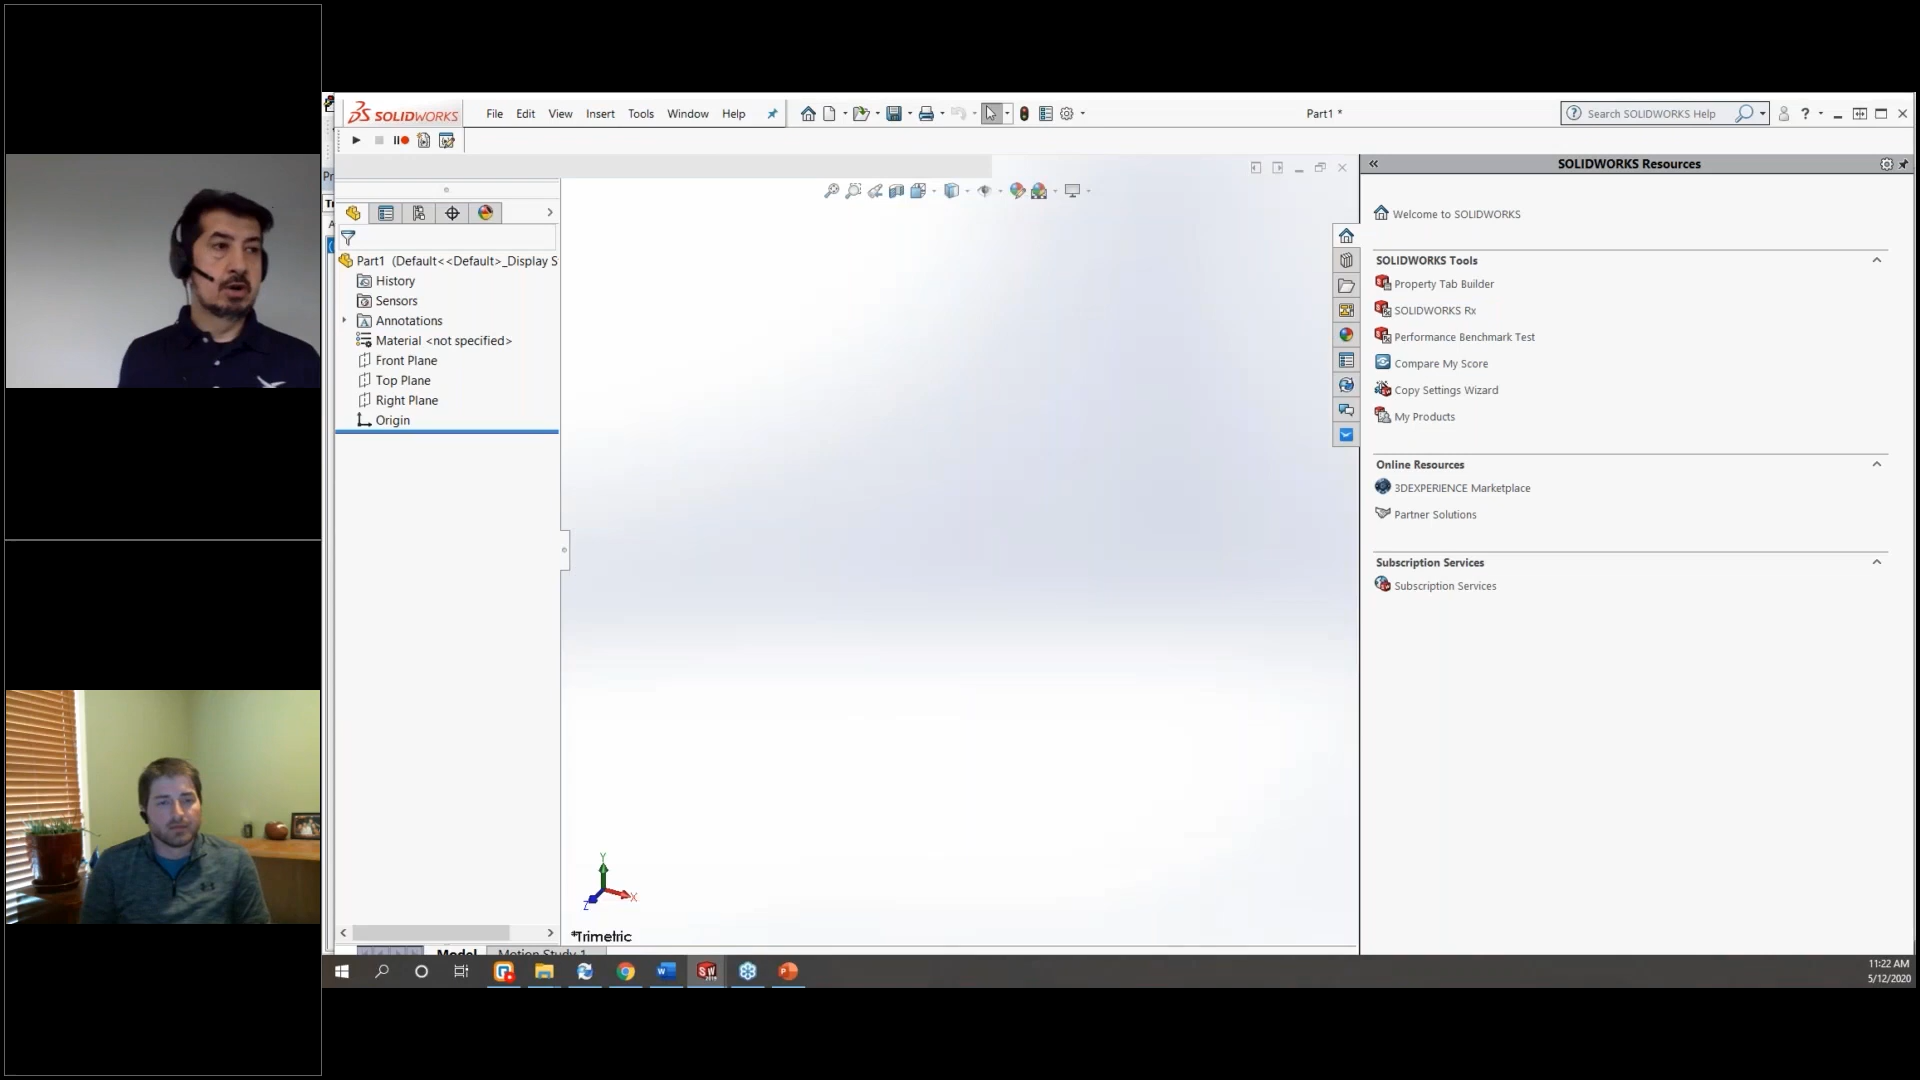 SOLIDWORKS File Edit View Insert Tools Window Help Part1 * Search SOLIDWORKS Help ?
SOLIDWORKS Resources
Part1 (Default<<Default>_Display S
History
Sensors
Annotations
Material <not specified>
Front Plane
Top Plane
Right Plane
Origin
Y
X
Z
*Trimetric
Model Motion Study 1
Welcome to SOLIDWORKS
SOLIDWORKS Tools
Property Tab Builder
SOLIDWORKS Rx
Performance Benchmark Test
Compare My Score
Copy Settings Wizard
My Products
Online Resources
3DEXPERIENCE Marketplace
Partner Solutions
Subscription Services
Subscription Services
11:22 AM
5/12/2020